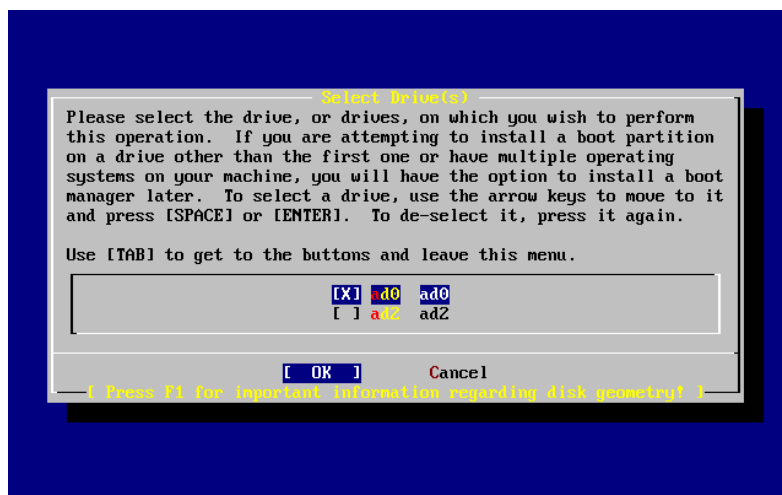 Select Drive(s)
Please select the drive, or drives, on which you wish to perform
this operation.  If you are attempting to install a boot partition
on a drive other than the first one or have multiple operating
systems on your machine, you will have the option to install a boot
manager later.  To select a drive, use the arrow keys to move to it
and press [SPACE] or [ENTER].  To de-select it, press it again.
Use [TAB] to get to the buttons and leave this menu.
[X] ad0  ad0
[ ] ad2  ad2
[  OK  ]  Cancel
[ Press F1 for important information regarding disk geometry! ]